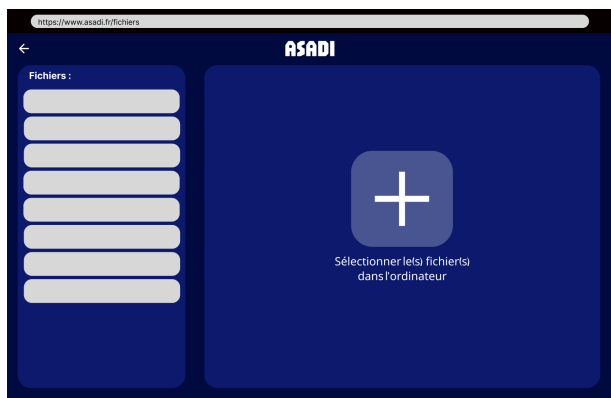 https://www.asadi.fr/fichiers
ASADI
Fichiers :
Sélectionner le(s) fichier(s)
dans l'ordinateur